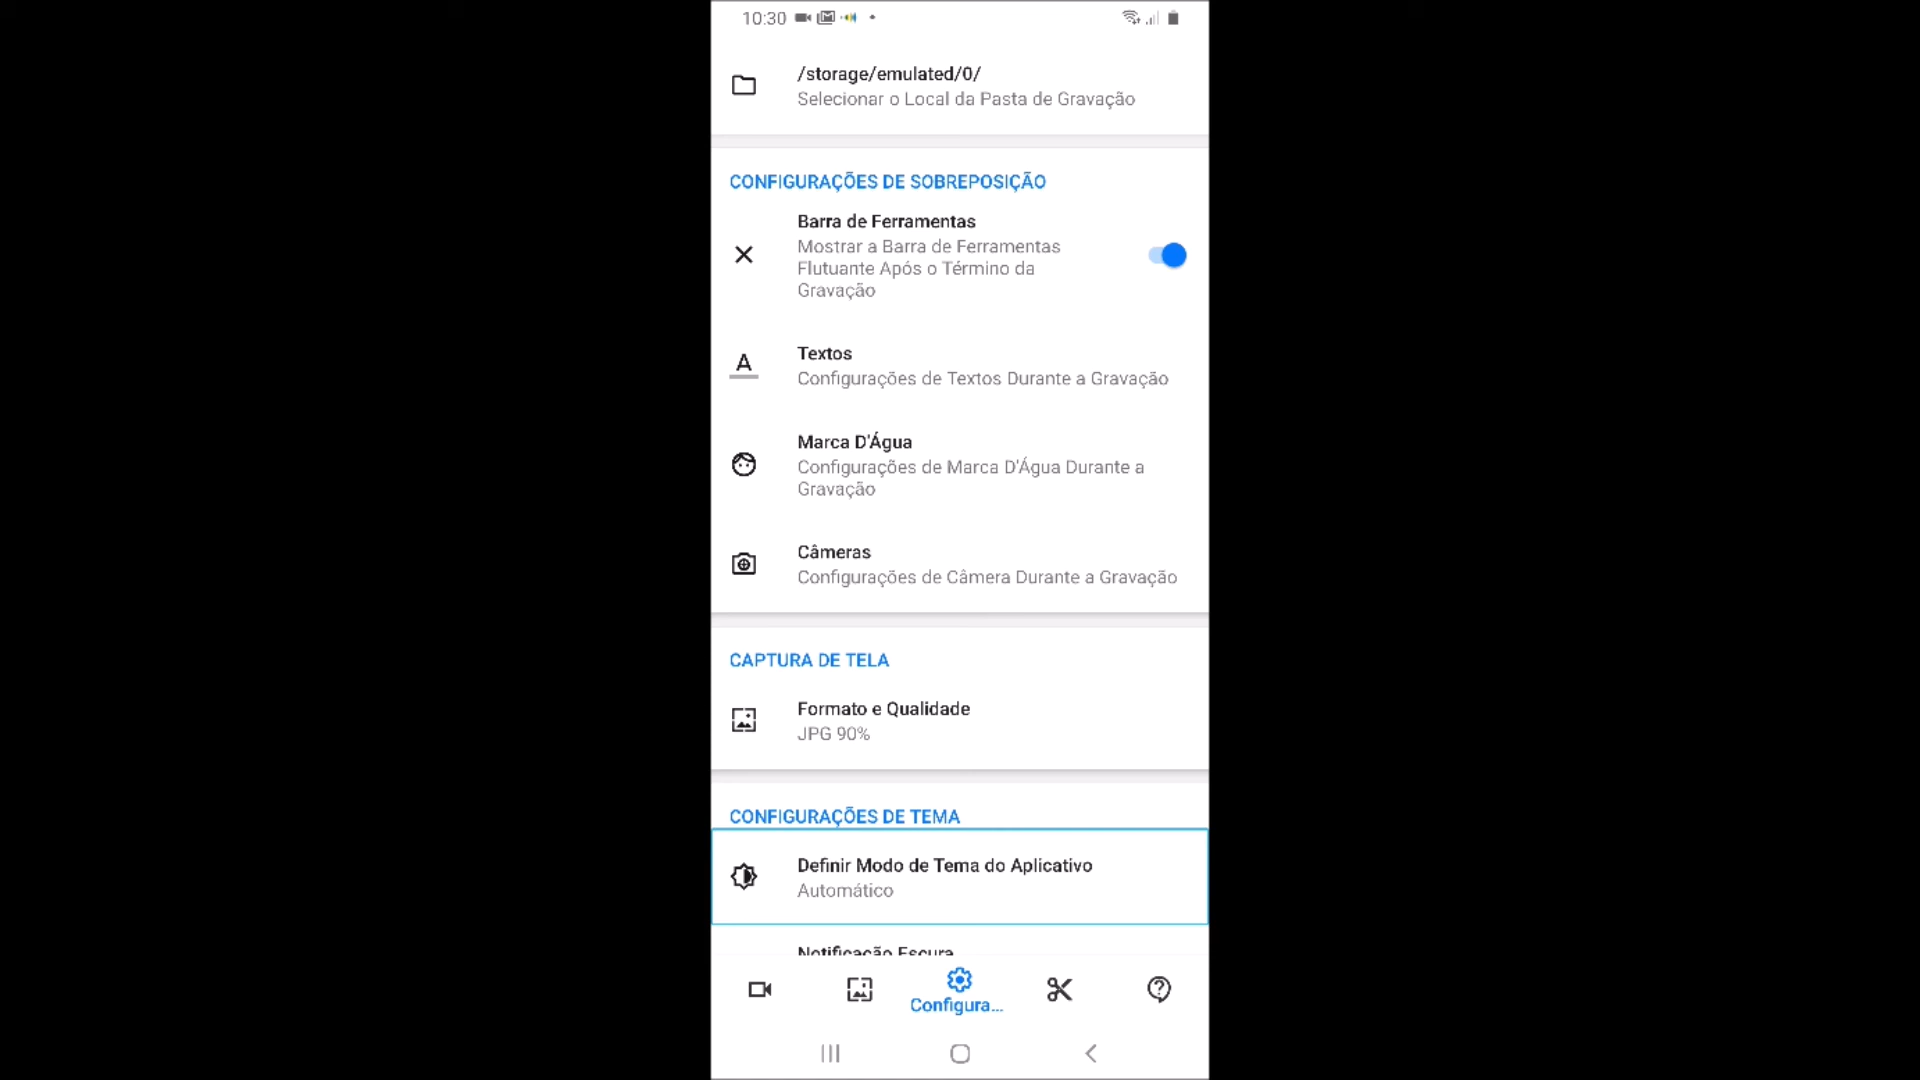 10:30
/storage/emulated/0/
Selecionar o Local da Pasta de Gravação
CONFIGURAÇÕES DE SOBREPOSIÇÃO
Barra de Ferramentas
Mostrar a Barra de Ferramentas
Flutuante Após o Término da
Gravação
Textos
Configurações de Textos Durante a Gravação
Marca D'Água
Configurações de Marca D'Água Durante a
Gravação
Câmeras
Configurações de Câmera Durante a Gravação
CAPTURA DE TELA
Formato e Qualidade
JPG 90%
CONFIGURAÇÕES DE TEMA
Definir Modo de Tema do Aplicativo
Automático
Notificação Escura
Configura...